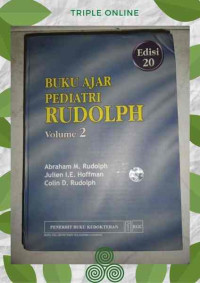 TRIPLE ONLINE
Edisi
20
BUKU AJAR
PEDIATRI
RUDOLPH
Volume 2
Abraham M. Rudolph
Julien I.E. Hoffman
Colin D. Rudolph
PENERBIT BUKU KEDOKTERAN
EGC